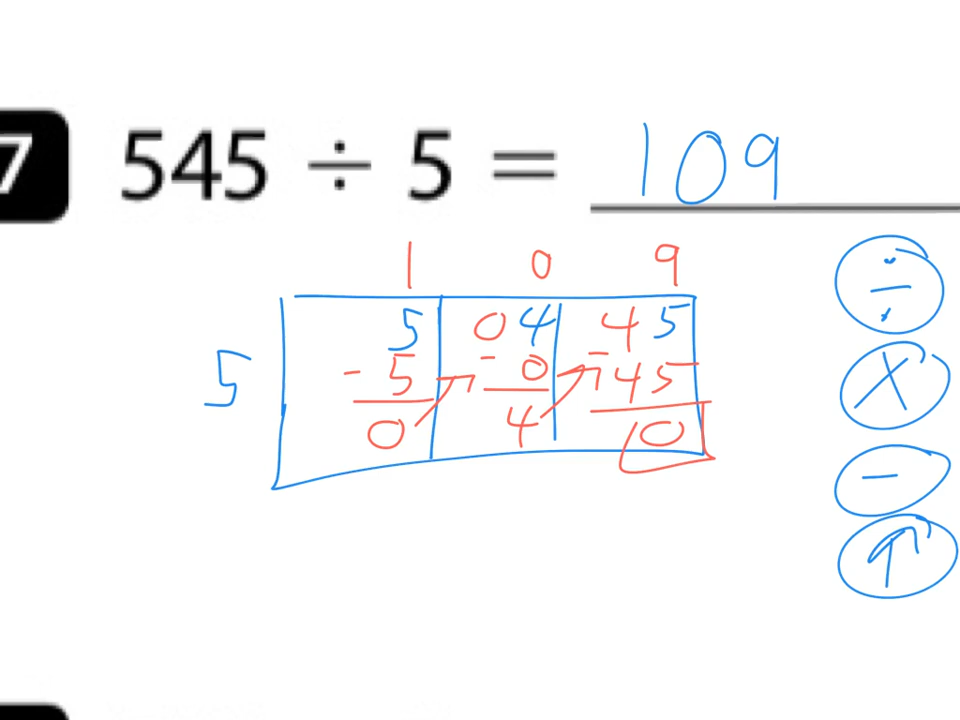 7 545 ÷ 5 = 109
1 0 9
÷
5 5 04 45
- 5 - 0 - 45
×
0 4 0
-
↑